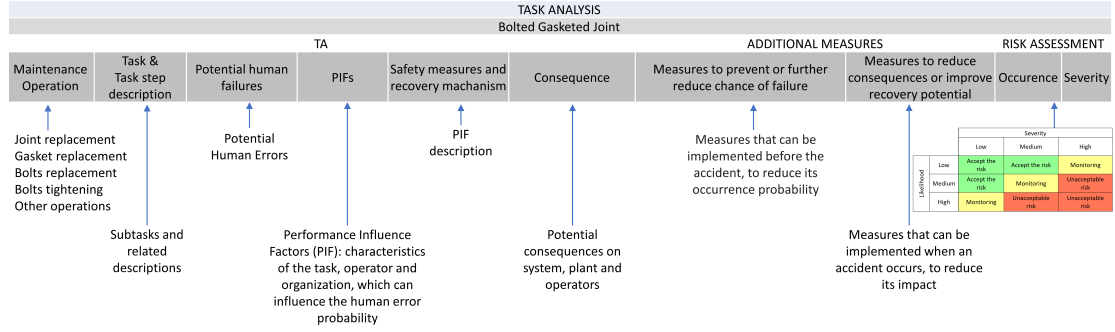 TASK ANALYSIS
Bolted Gasketed Joint
TA
ADDITIONAL MEASURES
RISK ASSESSMENT
Maintenance
Operation
Task &
Task step
description
Potential human
failures
PIFs
Safety measures and
recovery machanism
Consequence
Measures to prevent or further
reduce chance of failure
Measures to reduce
consequences or improve
recovery potential
Occurence
Severity
Joint replacement
Gasket replacement
Bolts replacement
Bolts tightening
Other operations
Subtasks and
related
descriptions
Potential
Human Errors
Performance Influence
Factors (PIF): characteristics
of the task, operator and
organization, which can
influence the human error
probability
PIF
description
Potential
consequences on
system, plant and
operators
Measures that can be
implemented before the
accident, to reduce its
occurrence probability
Measures that can be
implemented when an
accident occurs, to reduce
its impact
Severity
Low Medium High
Likelihood
Low
Accept the
risk
Accept the risk
Monitoring
Medium
Accept the
risk
Monitoring
Unacceptable
risk
High
Monitoring
Unacceptable
risk
Unacceptable
risk